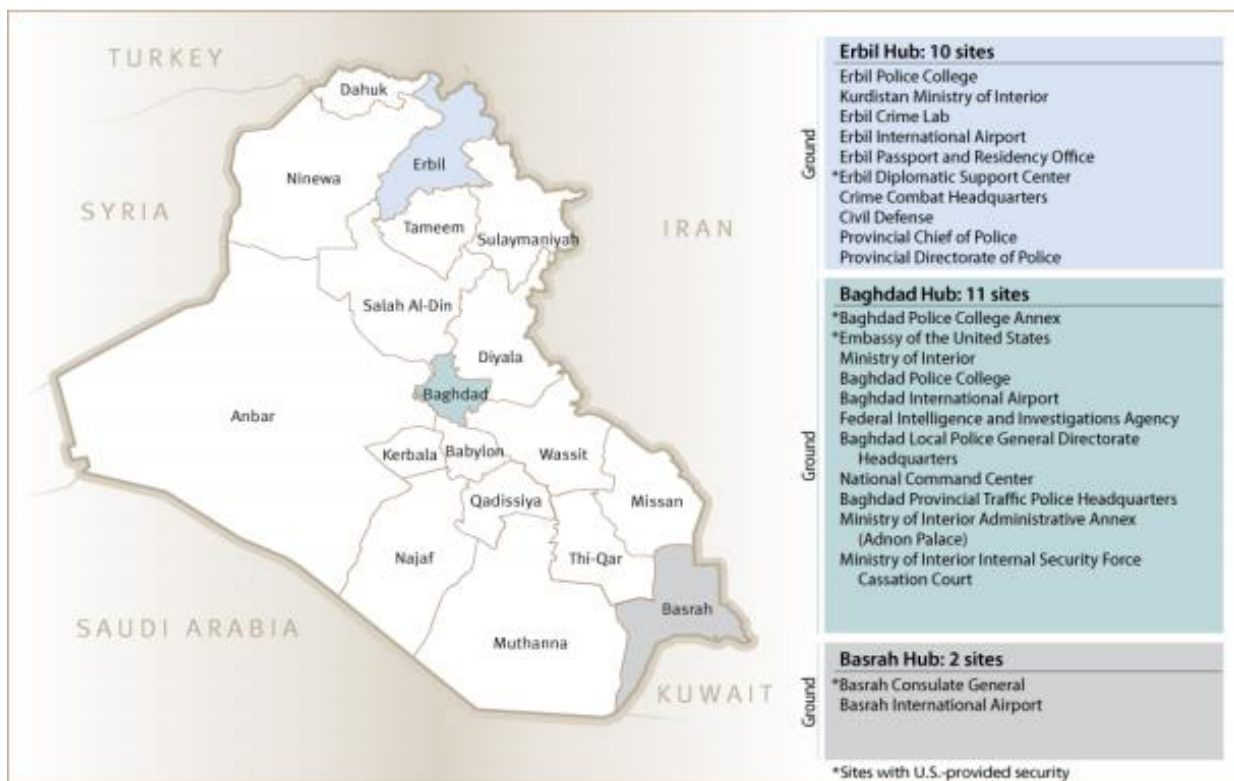 TURKEY
Dahuk
Erbil
Ninewa
SYRIA
IRAN
Tameem
Sulaymaniyah
Salah Al-Din
Diyala
Baghdad
Anbar
Kerbala
Babylon
Wassit
Qadissiya
Missan
Najaf
Thi-Qar
Basrah
SAUDI ARABIA
Muthanna
KUWAIT
Ground
Erbil Hub: 10 sites
Erbil Police College
Kurdistan Ministry of Interior
Erbil Crime Lab
Erbil International Airport
Erbil Passport and Residency Office
*Erbil Diplomatic Support Center
Crime Combat Headquarters
Civil Defense
Provincial Chief of Police
Provincial Directorate of Police
Ground
Baghdad Hub: 11 sites
*Baghdad Police College Annex
*Embassy of the United States
Ministry of Interior
Baghdad Police College
Baghdad International Airport
Federal Intelligence and Investigations Agency
Baghdad Local Police General Directorate
Headquarters
National Command Center
Baghdad Provincial Traffic Police Headquarters
Ministry of Interior Administrative Annex
(Adnon Palace)
Ministry of Interior Internal Security Force
Cassation Court
Ground
Basrah Hub: 2 sites
*Basrah Consulate General
Basrah International Airport
*Sites with U.S.-provided security